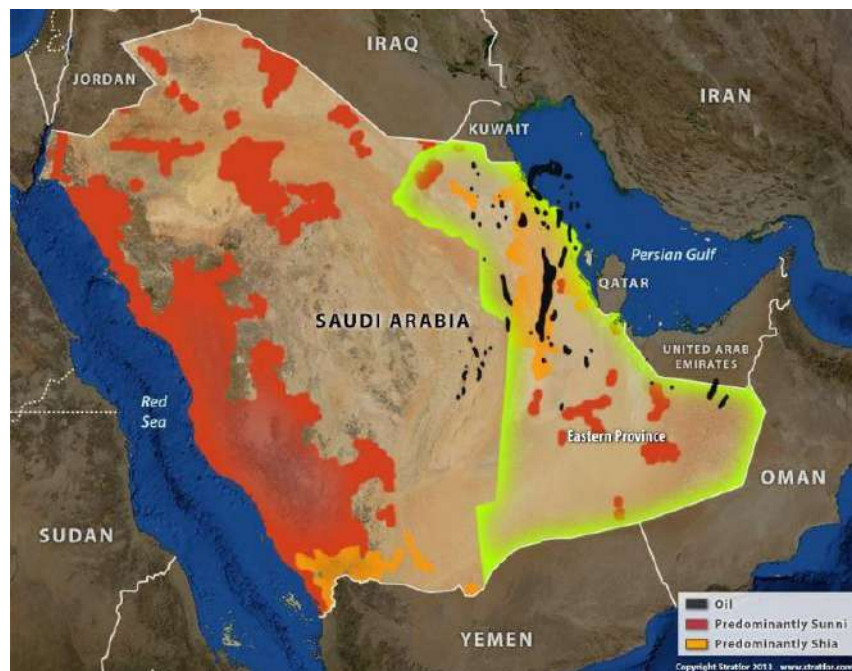 IRAQ
JORDAN
IRAN
KUWAIT
Persian Gulf
QATAR
SAUDI ARABIA
UNITED ARAB
EMIRATES
Red
Sea
Eastern Province
OMAN
SUDAN
YEMEN
Oil
Predominantly Sunni
Predominantly Shia
Copyright Stratfor 2011 www.stratfor.com